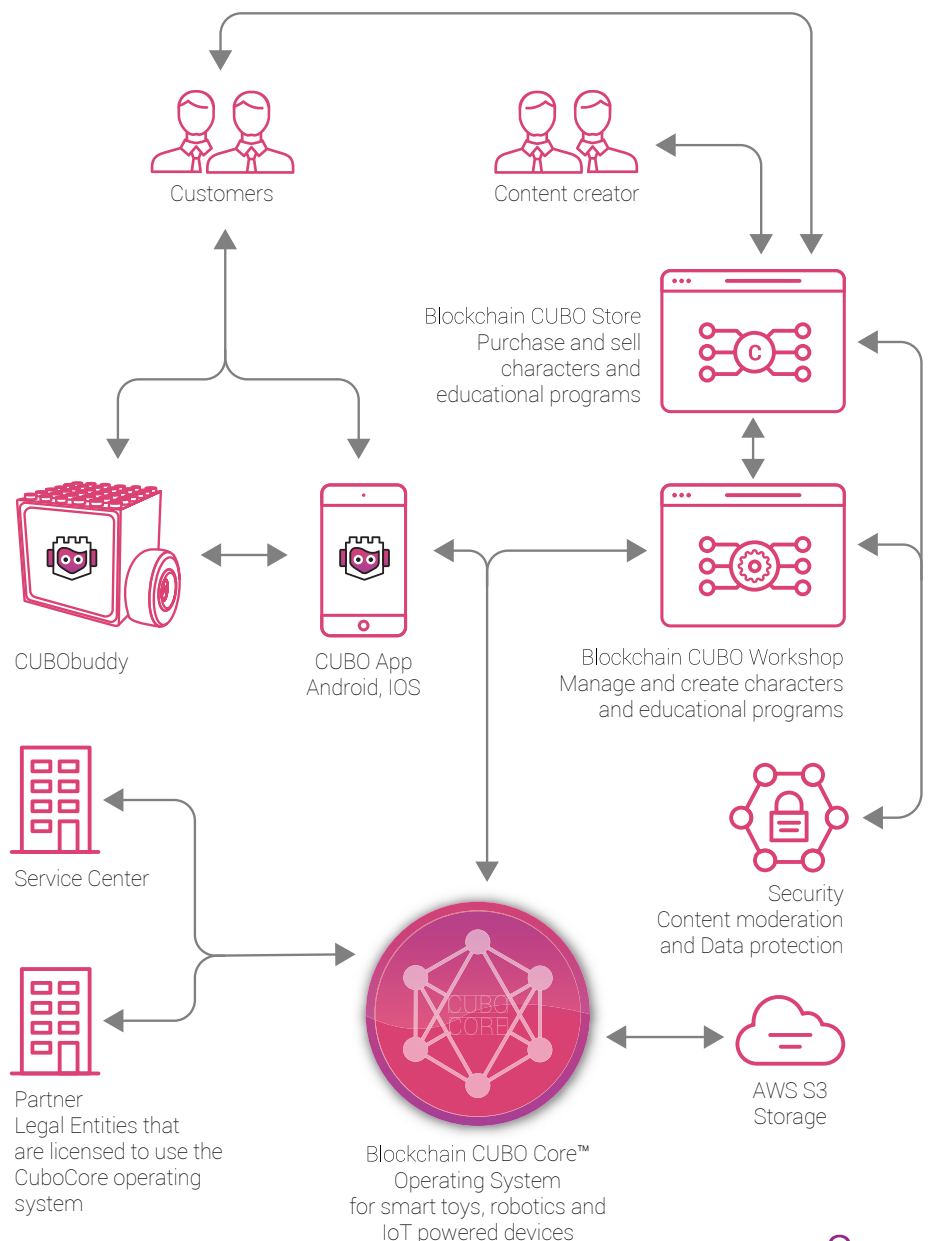 Customers
Content creator
Blockchain CUBO Store
Purchase and sell
characters and
educational programs
C
CUBObuddy
CUBO App
Android, IOS
Blockchain CUBO Workshop
Manage and create characters
and educational programs
Service Center
Security
Content moderation
and Data protection
CUBO
CORE
Partner
Legal Entities that
are licensed to use the
CuboCore operating
system
AWS S3
Storage
Blockchain CUBO Core™
Operating System
for smart toys, robotics and
IoT powered devices